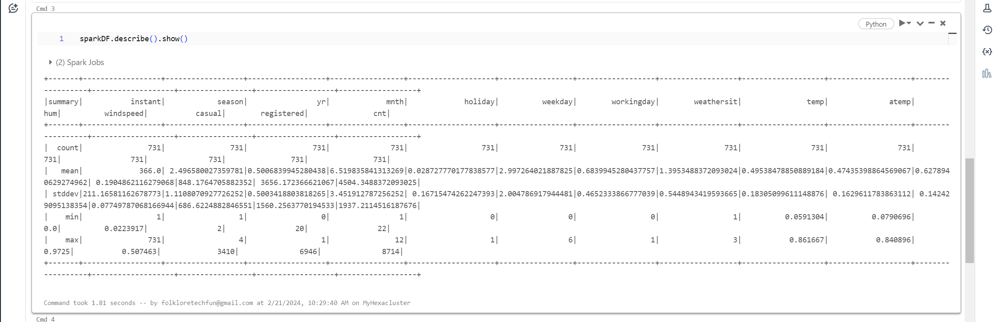 Cmd 3
Python
1 sparkDF.describe().show()
(2) Spark Jobs
+-------+------------------+------------------+------------------+-----------------+--------------------+-----------------+------------------+------------------+-------------------+-------------------+--------
----------+-------------------+-----------------+------------------+------------------+
|summary| instant| season| yr| mnth| holiday| weekday| workingday| weathersit| temp| atemp|
hum| windspeed| casual| registered| cnt|
+-------+------------------+------------------+------------------+-----------------+--------------------+-----------------+------------------+------------------+-------------------+-------------------+--------
----------+-------------------+-----------------+------------------+------------------+
| count| 731| 731| 731| 731| 731| 731| 731| 731| 731| 731|
731| 731| 731| 731| 731|
| mean| 366.0| 2.496580027359781|0.5006839945280438|6.519835841313269|0.028727770177838577|2.997264021887825|0.6839945280437757|1.3953488372093024|0.49538478850889184|0.47435398864569067|0.627894
0629274962| 0.1904862116279068|848.1764705882352| 3656.172366621067|4504.3488372093025|
| stddev|211.16581162678773|1.1108070927726252|0.5003418803818265|3.451912787256252| 0.16715474262247393|2.004786917944481|0.4652333866777039|0.5448943419593665|0.18305099611148876| 0.1629611783863112| 0.14242
9095138354|0.07749787068166944|686.6224882846551|1560.2563770194533|1937.2114516187676|
| min| 1| 1| 0| 1| 0| 0| 0| 1| 0.0591304| 0.0790696|
0.0| 0.0223917| 2| 20| 22|
| max| 731| 4| 1| 12| 1| 6| 1| 3| 0.861667| 0.840896|
0.9725| 0.507463| 3410| 6946| 8714|
+-------+------------------+------------------+------------------+-----------------+--------------------+-----------------+------------------+------------------+-------------------+-------------------+--------
----------+-------------------+-----------------+------------------+------------------+
Command took 1.81 seconds -- by folkloretechfun@gmail.com at 2/21/2024, 10:29:40 AM on MyHexacluster
Cmd 4